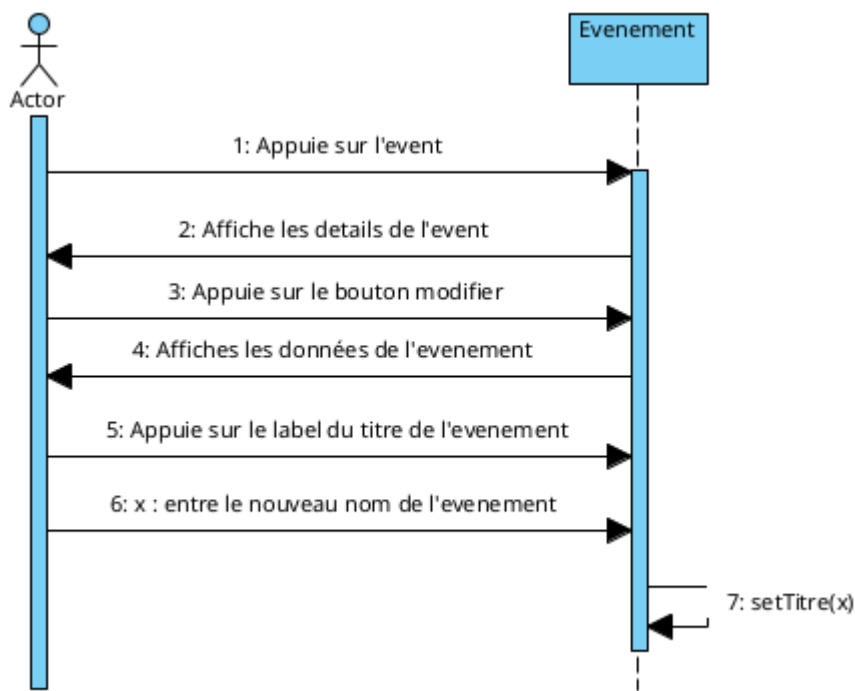 Evenement
Actor
1: Appuie sur l'event
2: Affiche les details de l'event
3: Appuie sur le bouton modifier
4: Affiches les données de l'evenement
5: Appuie sur le label du titre de l'evenement
6: x : entre le nouveau nom de l'evenement
7: setTitre(x)